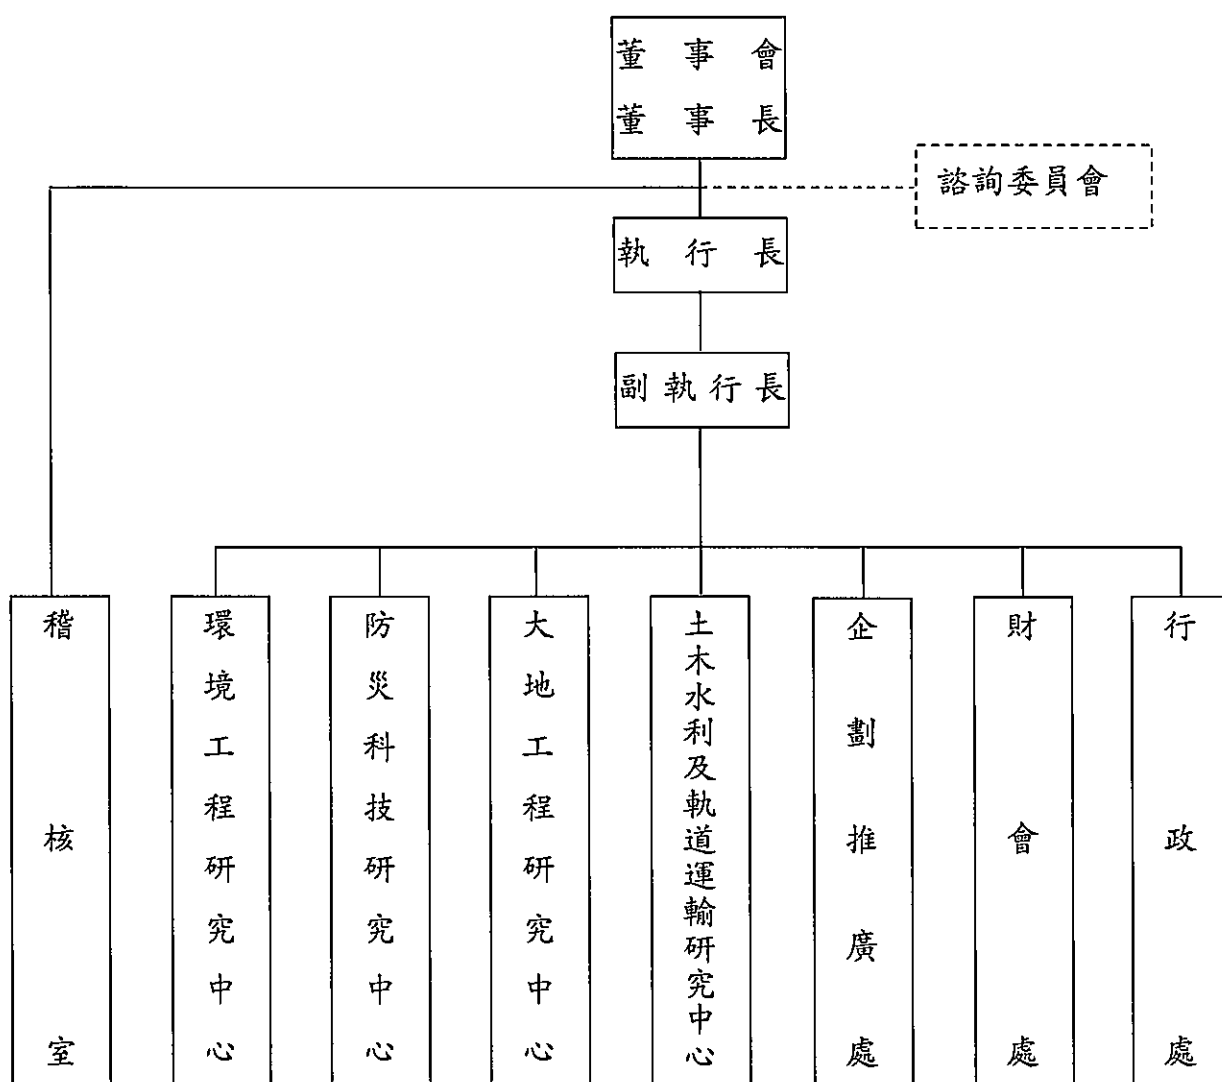 董事會
董事長
諮詢委員會
執行長
副執行長
稽核室
環境工程研究中心
防災科技研究中心
大地工程研究中心
土木水利及軌道運輸研究中心
企劃推廣處
財會處
行政處